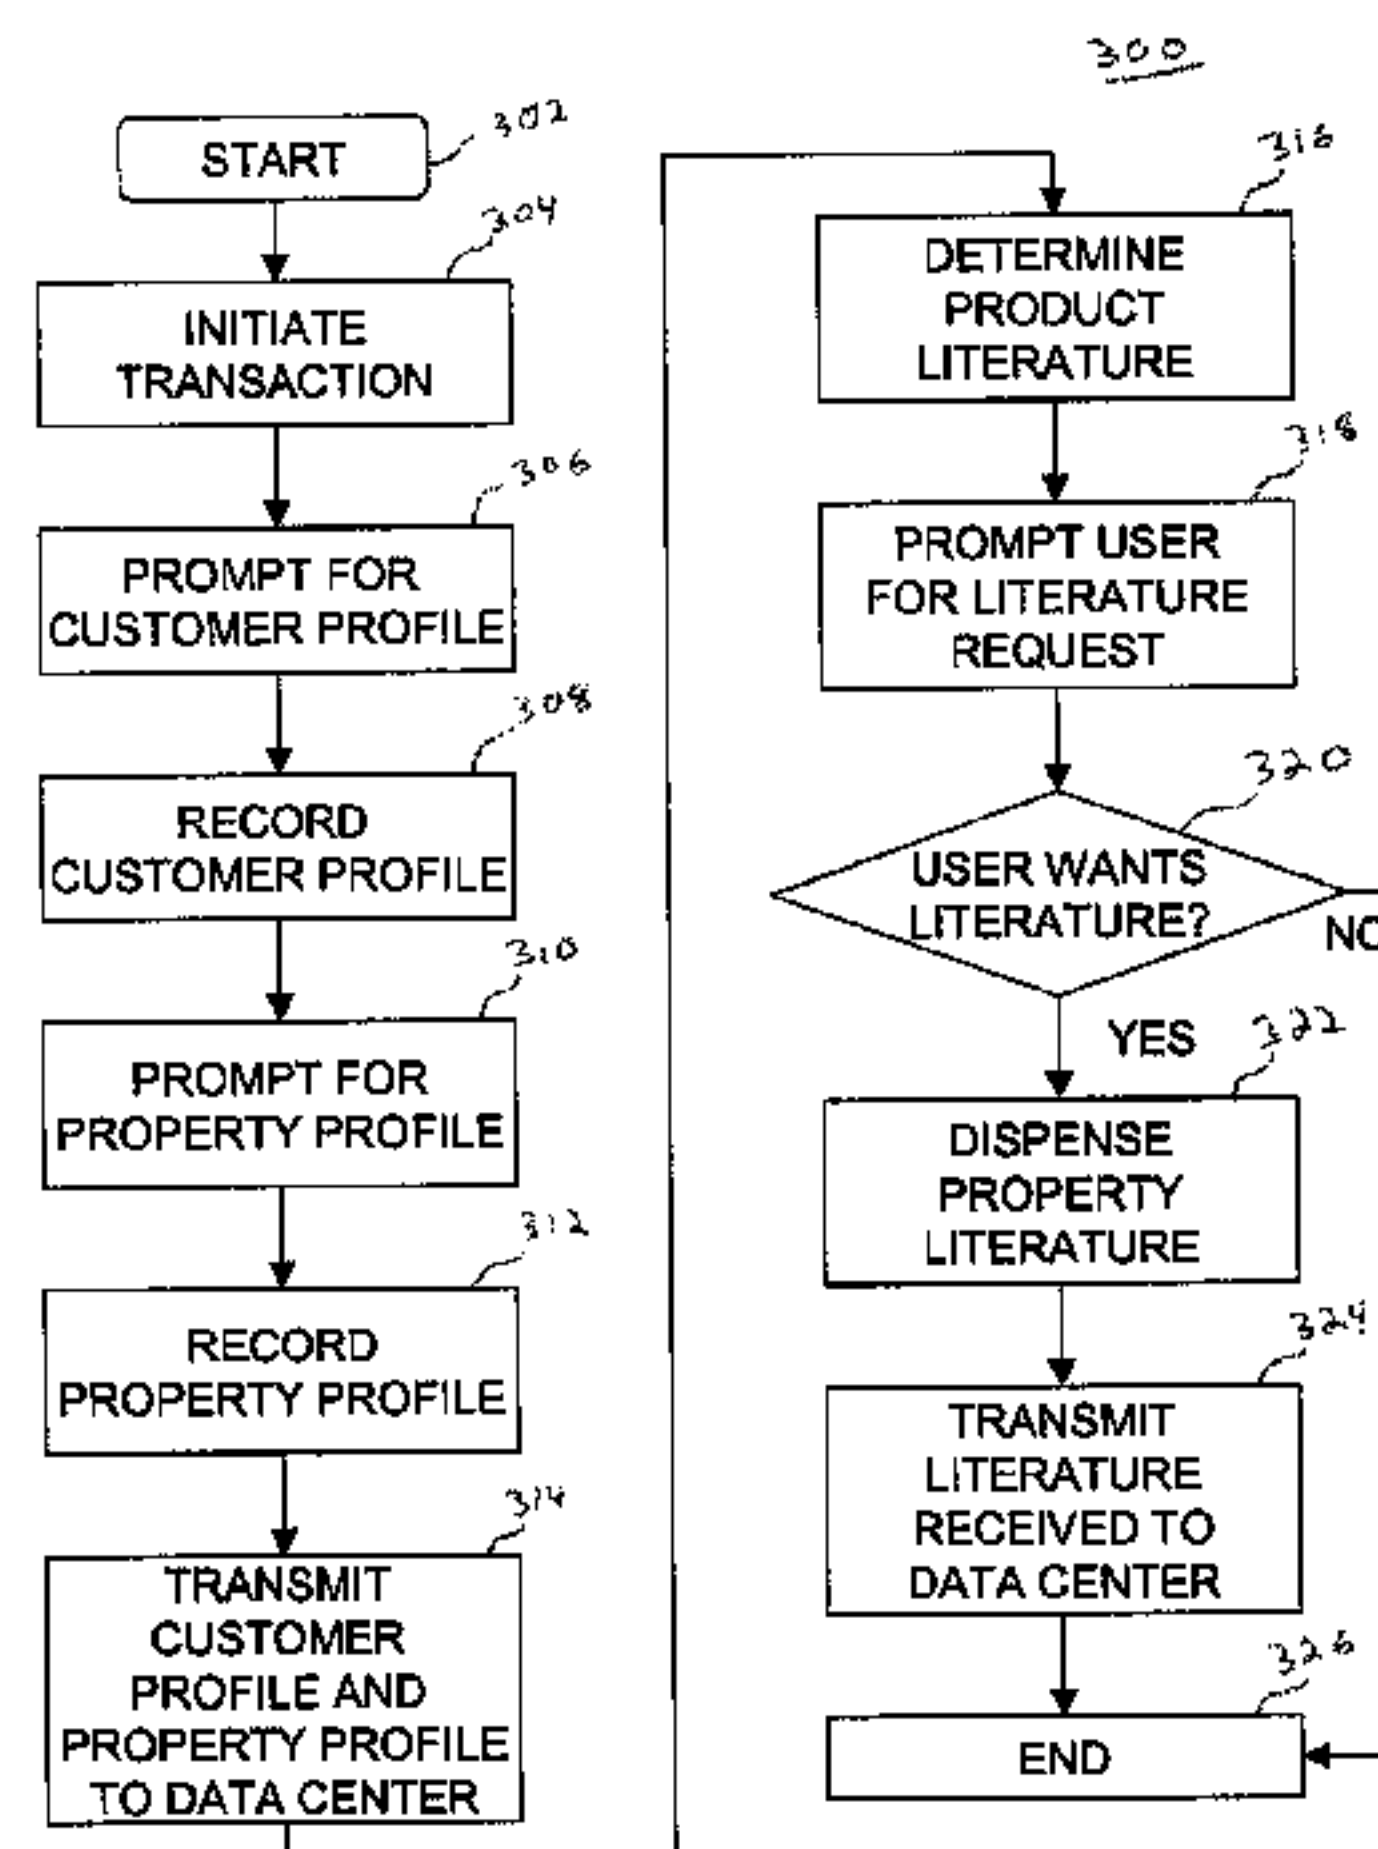 300
START
302
304
INITIATE
TRANSACTION
306
PROMPT FOR
CUSTOMER PROFILE
308
RECORD
CUSTOMER PROFILE
310
PROMPT FOR
PROPERTY PROFILE
312
RECORD
PROPERTY PROFILE
314
TRANSMIT
CUSTOMER
PROFILE AND
PROPERTY PROFILE
TO DATA CENTER
316
DETERMINE
PRODUCT
LITERATURE
318
PROMPT USER
FOR LITERATURE
REQUEST
320
USER WANTS
LITERATURE?
NO
YES
322
DISPENSE
PROPERTY
LITERATURE
324
TRANSMIT
LITERATURE
RECEIVED TO
DATA CENTER
326
END